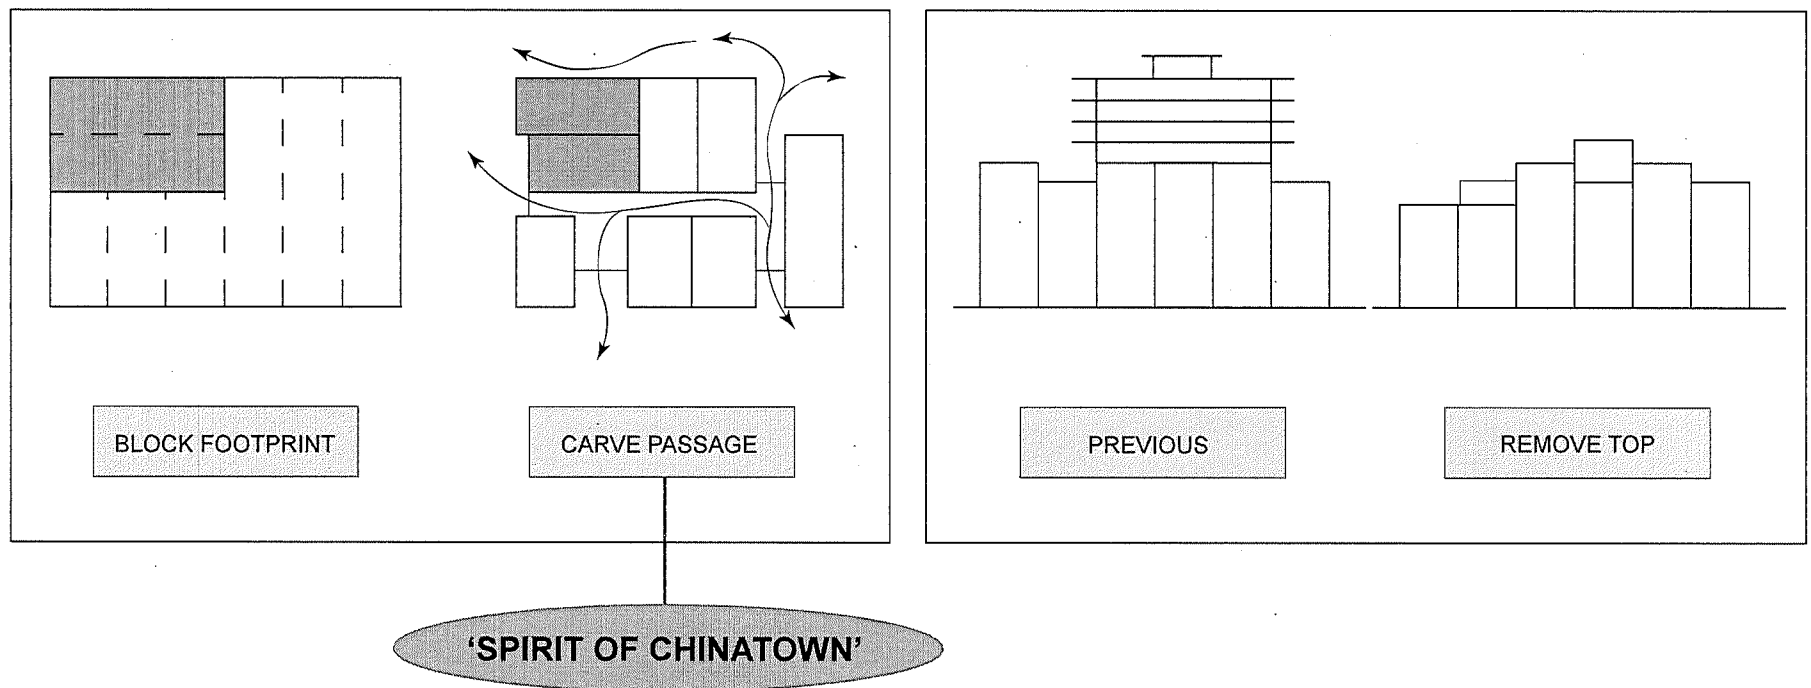 BLOCK FOOTPRINT
CARVE PASSAGE
PREVIOUS
REMOVE TOP
‘SPIRIT OF CHINATOWN’